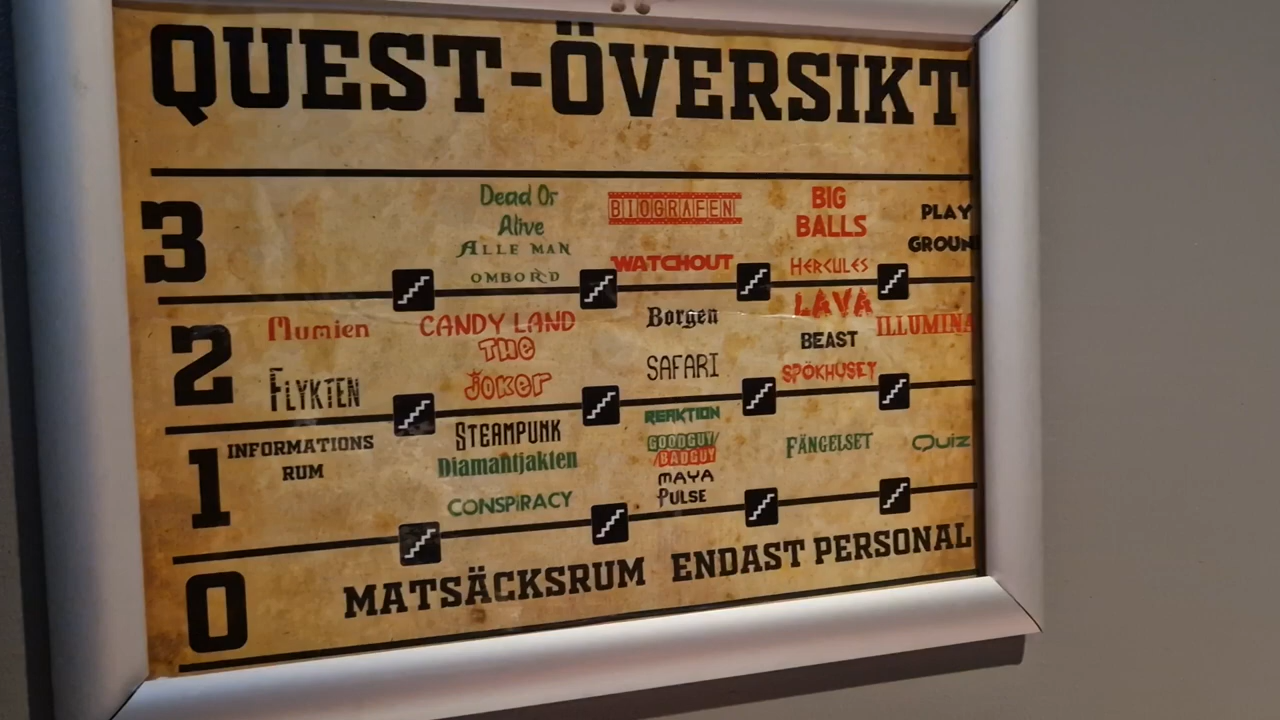 QUEST-ÖVERSIKT
3
Dead Or
Alive
ALLE MAN
OMBORD
BIOGRAFEN
WATCHOUT
BIG
BALLS
HERCULES
PLAY
GROUN
2
Mumien
FLYKTEN
CANDY LAND
THE
JOKER
Borgen
SAFARI
LAVA
BEAST
SPÖKHUSET
ILLUMINA
1
INFORMATIONS
RUM
STEAMPUNK
Diamantjakten
CONSPIRACY
REAKTION
GOODGUY/
/BADGUY
MAYA
PULSE
FÄNGELSET
Quiz
0
MATSÄCKSRUM ENDAST PERSONAL